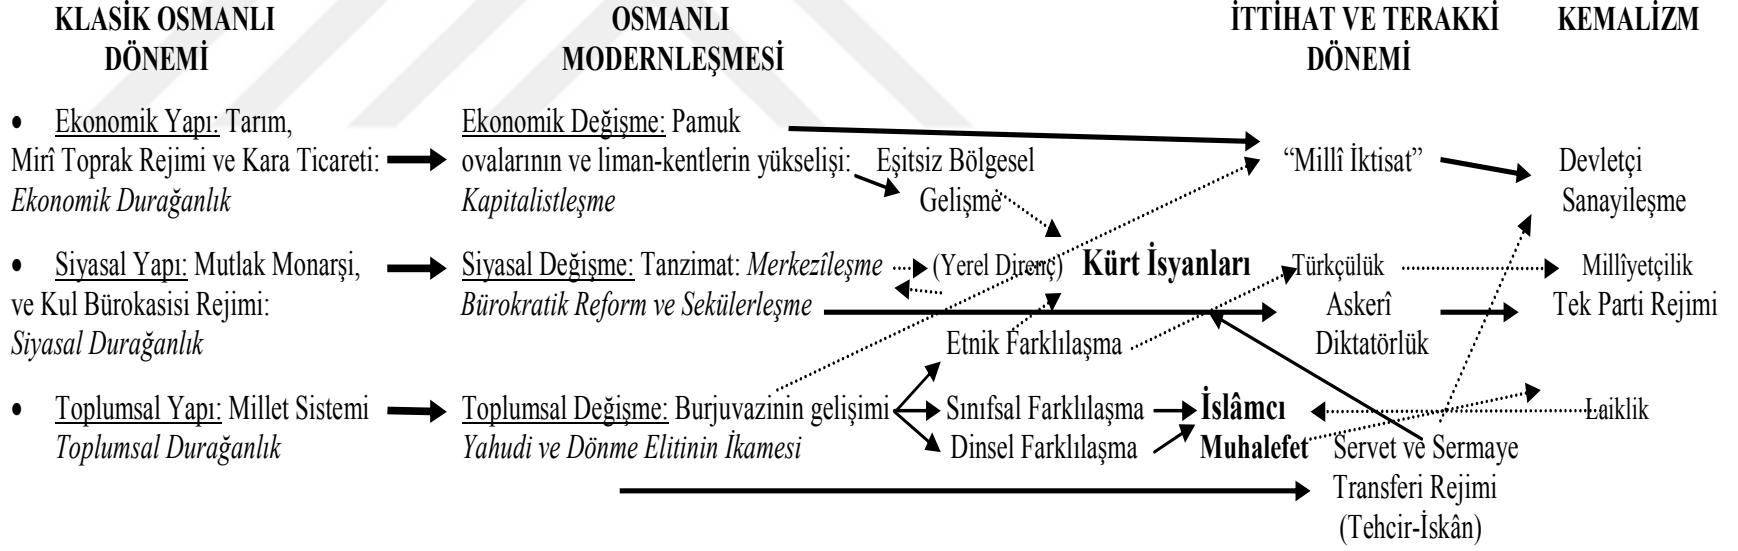 KLASİK OSMANLI
DÖNEMİ
OSMANLI
MODERNLEŞMESİ
İTTİHAT VE TERAKKİ
DÖNEMİ
KEMALİZM
• Ekonomik Yapı: Tarım,
Mirî Toprak Rejimi ve Kara Ticareti:
Ekonomik Durağanlık
Ekonomik Değişme: Pamuk
ovalarının ve liman-kentlerin yükselişi:
Kapitalistleşme
Eşitsiz Bölgesel
Gelişme
“Millî İktisat”
Devletçi
Sanayileşme
• Siyasal Yapı: Mutlak Monarşi,
ve Kul Bürokasisi Rejimi:
Siyasal Durağanlık
Siyasal Değişme: Tanzimat: Merkezîleşme
Bürokratik Reform ve Sekülerleşme
(Yerel Direnç)
Kürt İsyanları
Etnik Farklılaşma
Türkçülük
Askerî
Diktatörlük
Millîyetçilik
Tek Parti Rejimi
• Toplumsal Yapı: Millet Sistemi
Toplumsal Durağanlık
Toplumsal Değişme: Burjuvazinin gelişimi
Yahudi ve Dönme Elitinin İkamesi
Sınıfsal Farklılaşma
Dinsel Farklılaşma
İslâmcı
Muhalefet
Laiklik
Servet ve Sermaye
Transferi Rejimi
(Tehcir-İskân)